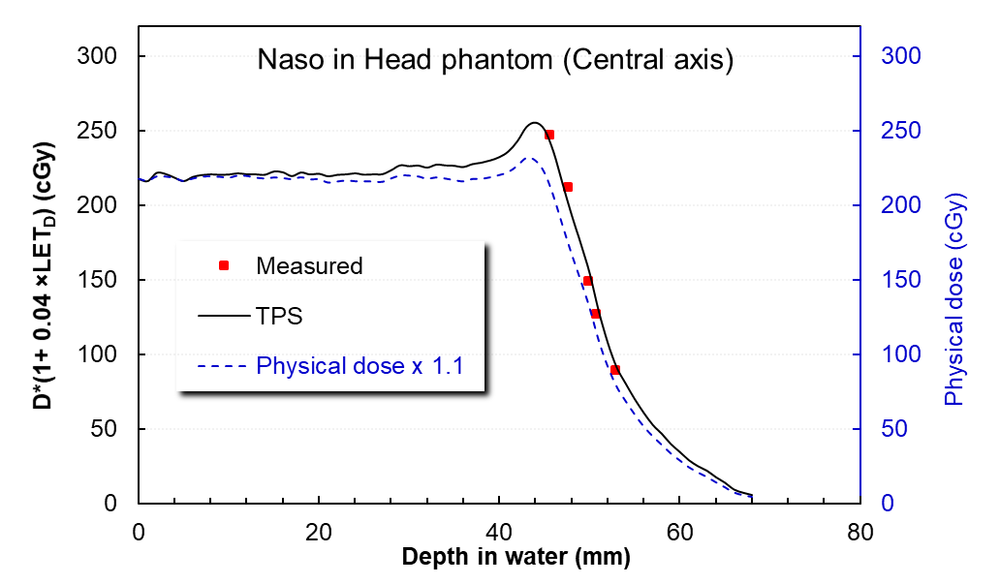 Naso in Head phantom (Central axis)
300
250
200
150
100
50
0
D*(1+ 0.04 ×LETD) (cGy)
Measured
TPS
Physical dose x 1.1
300
250
200
150
100
50
0
Physical dose (cGy)
0 20 40 60 80
Depth in water (mm)